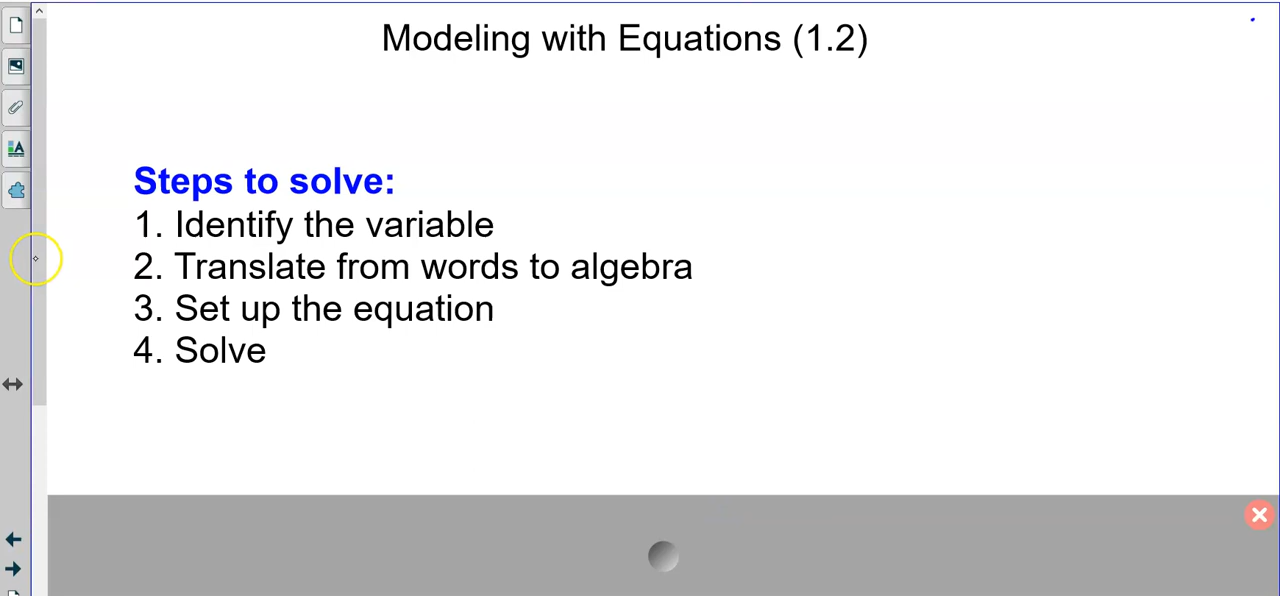 Modeling with Equations (1.2)
Steps to solve:
1. Identify the variable
2. Translate from words to algebra
3. Set up the equation
4. Solve